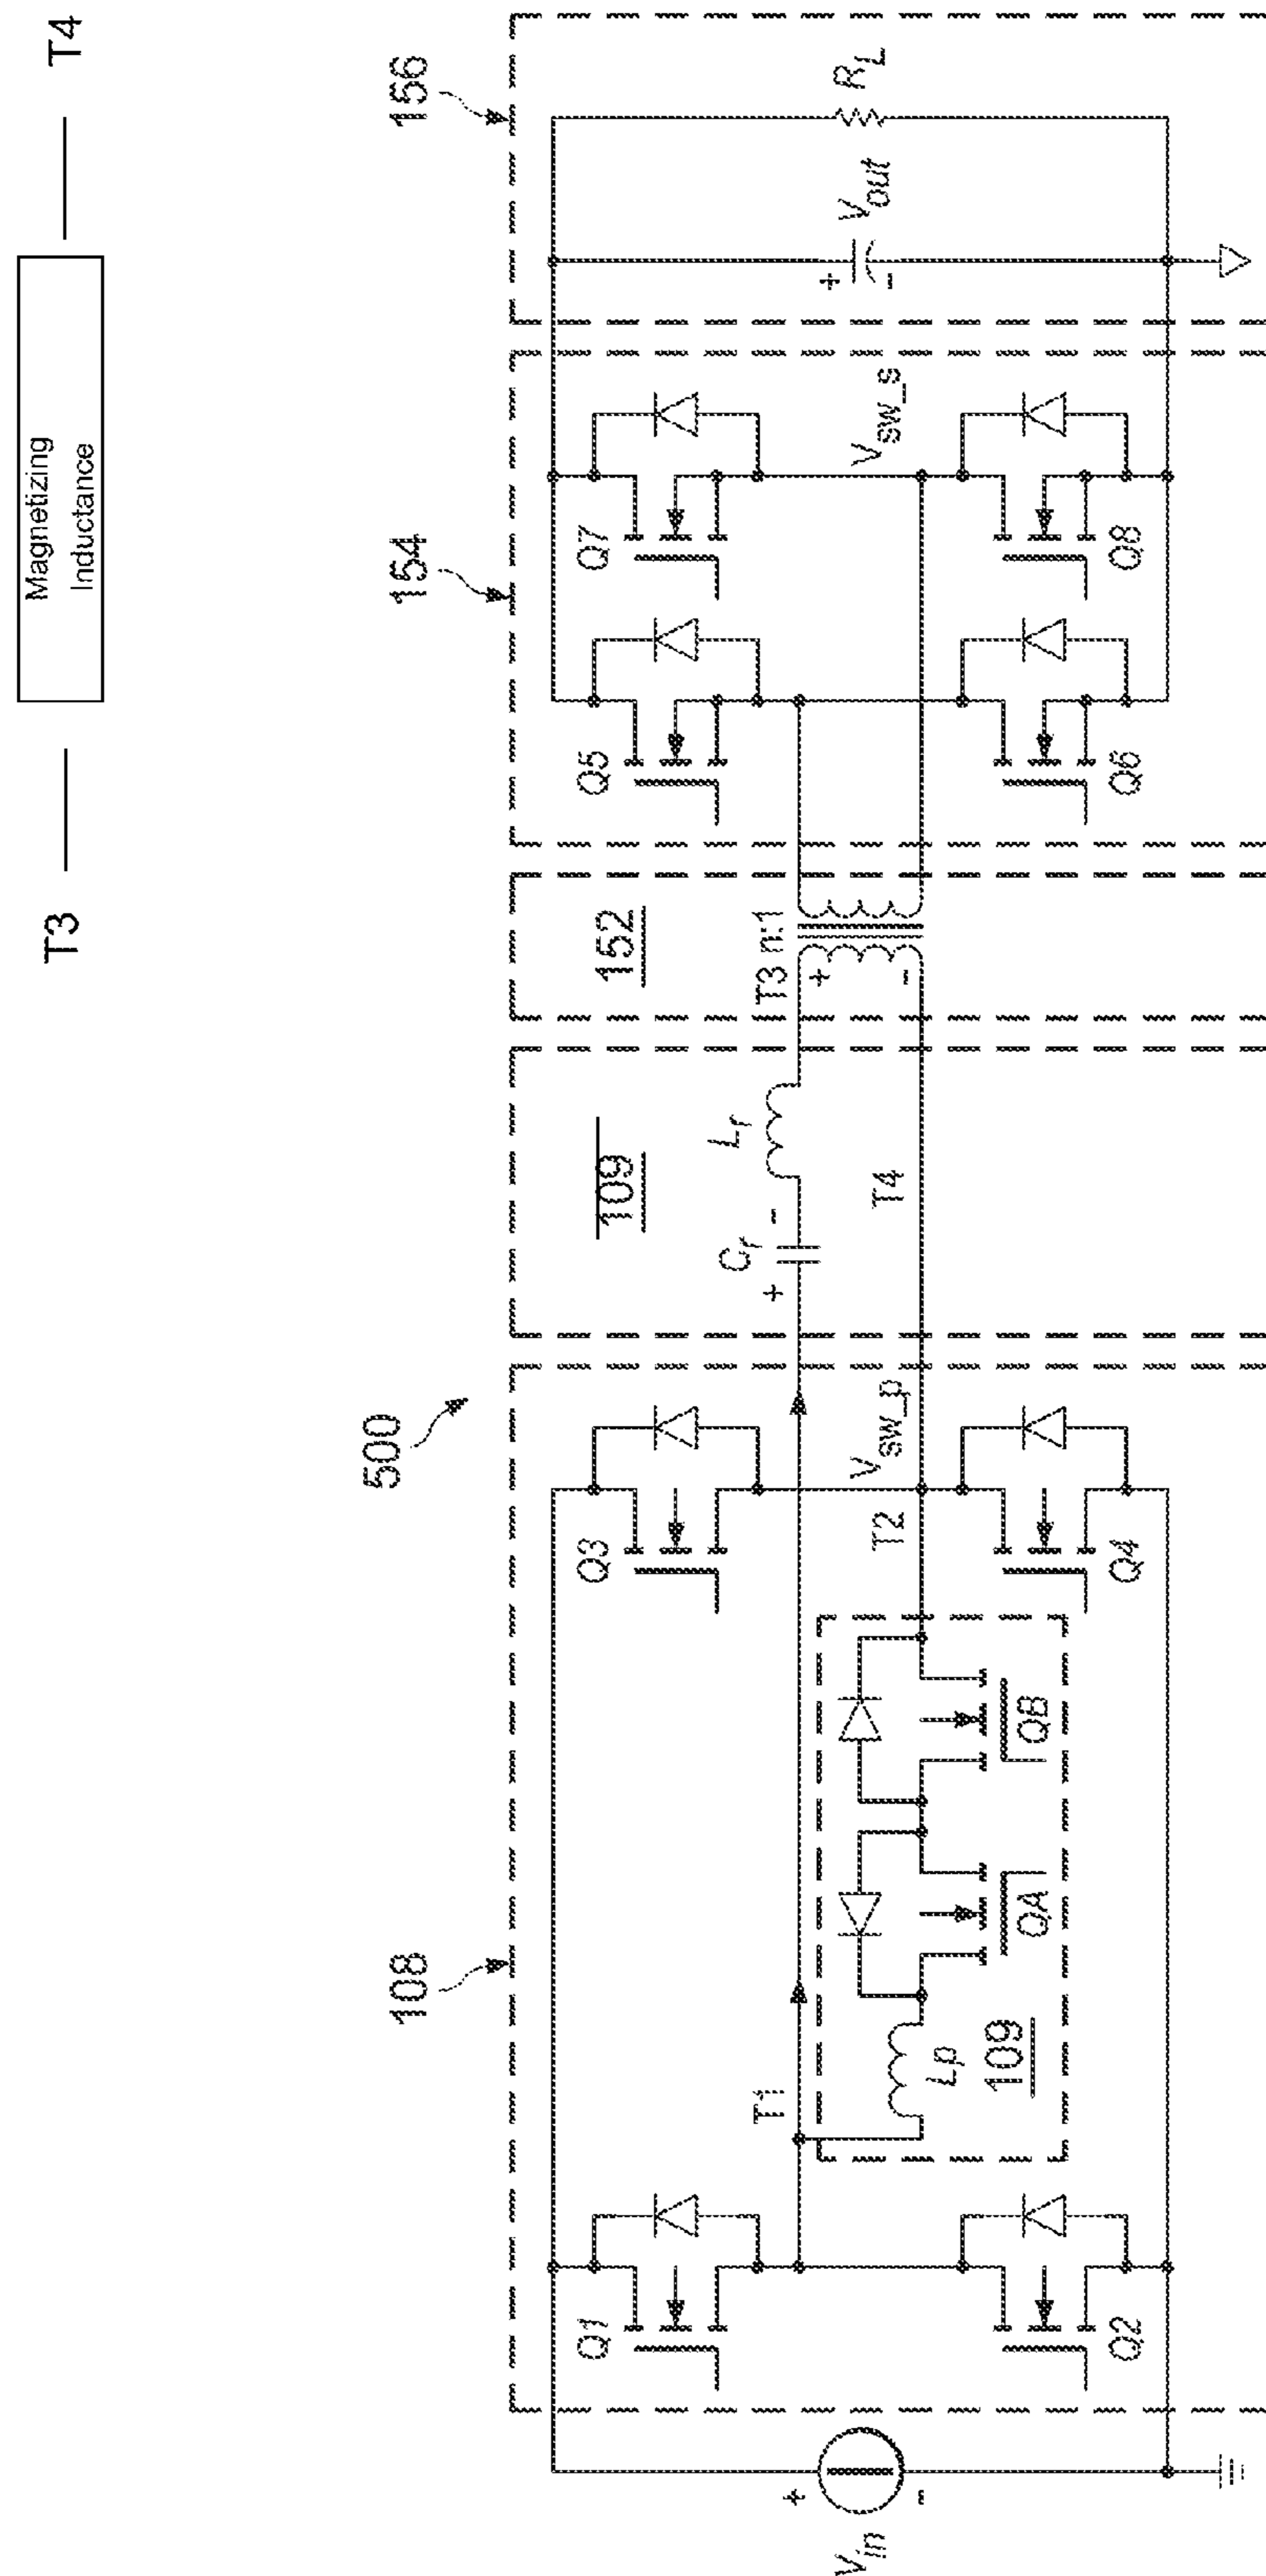 T3
Magnetizing
Inductance
T4
500
108
154
156
Vin
+
-
Q1
Q2
T1
Lp
109
QA
QB
T2
Vsw_p
Q3
Q4
109
+
Cr
-
Lr
T4
152
T3 n:1
+
-
Q5
Q6
Q7
Q8
Vsw_s
+
-
Vout
RL